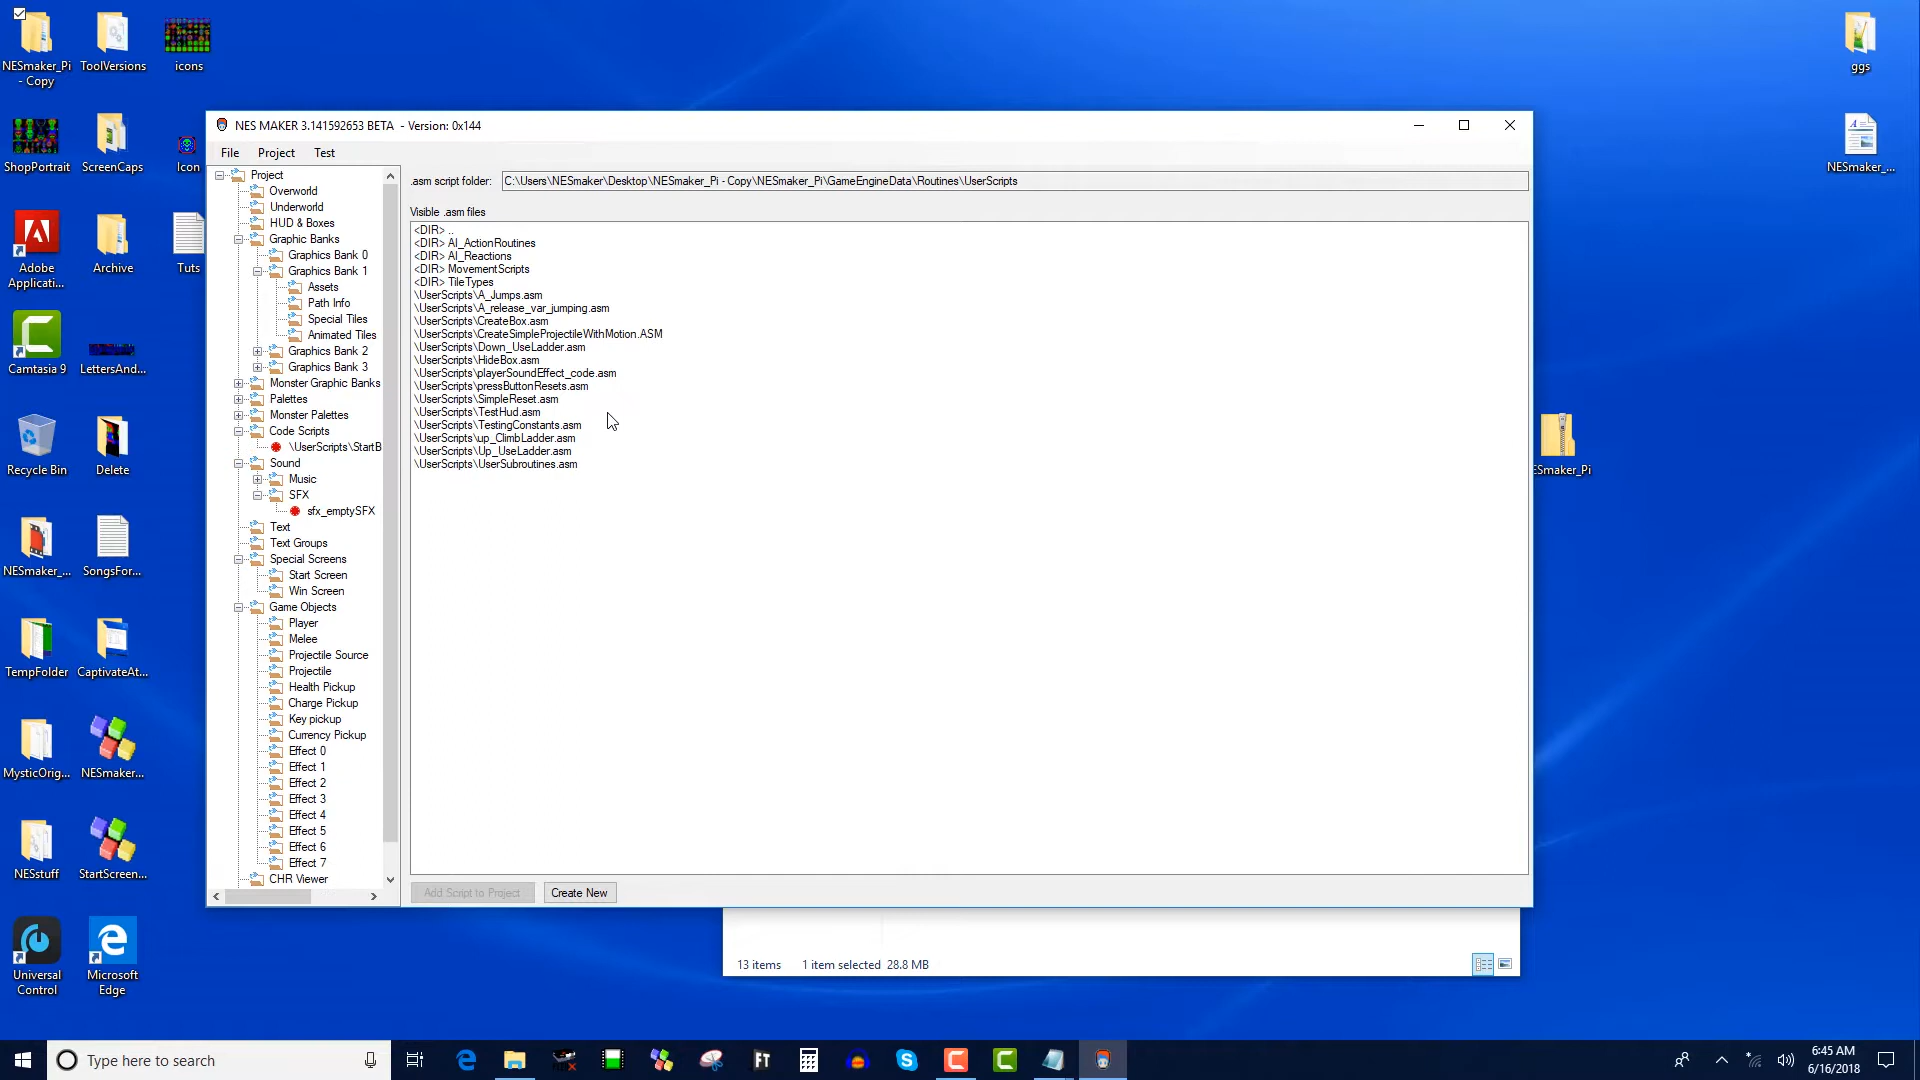 NESmaker_Pi
- Copy
ToolVersions
icons
ShopPortrait
ScreenCaps
Icon
Adobe
Applicati...
Archive
Tuts
Camtasia 9
LettersAnd...
Recycle Bin
Delete
NESmaker_...
SongsFor...
TempFolder
CaptivateAt...
MysticOrig...
NESmaker...
NESstuff
StartScreen...
Universal
Control
Microsoft
Edge
ggs
NESmaker_...
ESmaker_Pi
NES MAKER 3.141592653 BETA - Version: 0x144
File Project Test
Project
Overworld
Underworld
HUD & Boxes
Graphic Banks
Graphics Bank 0
Graphics Bank 1
Assets
Path Info
Special Tiles
Animated Tiles
Graphics Bank 2
Graphics Bank 3
Monster Graphic Banks
Palettes
Monster Palettes
Code Scripts
\UserScripts\StartB
Sound
Music
SFX
sfx_emptySFX
Text
Text Groups
Special Screens
Start Screen
Win Screen
Game Objects
Player
Melee
Projectile Source
Projectile
Health Pickup
Charge Pickup
Key pickup
Currency Pickup
Effect 0
Effect 1
Effect 2
Effect 3
Effect 4
Effect 5
Effect 6
Effect 7
CHR Viewer
.asm script folder: C:\Users\NESmaker\Desktop\NESmaker_Pi - Copy\NESmaker_Pi\GameEngineData\Routines\UserScripts
Visible .asm files
<DIR> ..
<DIR> AI_ActionRoutines
<DIR> AI_Reactions
<DIR> MovementScripts
<DIR> TileTypes
\UserScripts\A_Jumps.asm
\UserScripts\A_release_var_jumping.asm
\UserScripts\CreateBox.asm
\UserScripts\CreateSimpleProjectileWithMotion.ASM
\UserScripts\Down_UseLadder.asm
\UserScripts\HideBox.asm
\UserScripts\playerSoundEffect_code.asm
\UserScripts\pressButtonResets.asm
\UserScripts\SimpleReset.asm
\UserScripts\TestHud.asm
\UserScripts\TestingConstants.asm
\UserScripts\up_ClimbLadder.asm
\UserScripts\Up_UseLadder.asm
\UserScripts\UserSubroutines.asm
Add Script to Project Create New
13 items 1 item selected 28.8 MB
Type here to search
FT
6:45 AM
6/16/2018